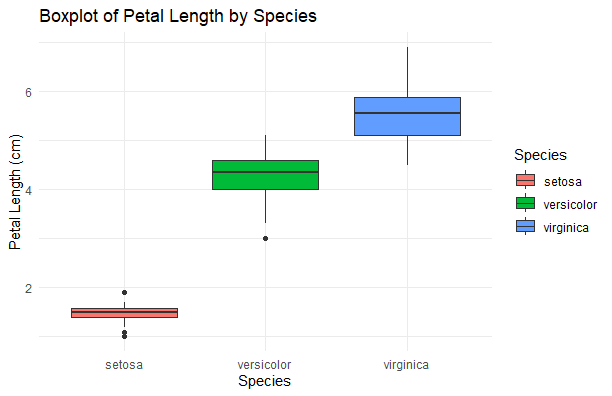 Boxplot of Petal Length by Species
Petal Length (cm)
6
4
2
setosa
versicolor
virginica
Species
Species
setosa
versicolor
virginica